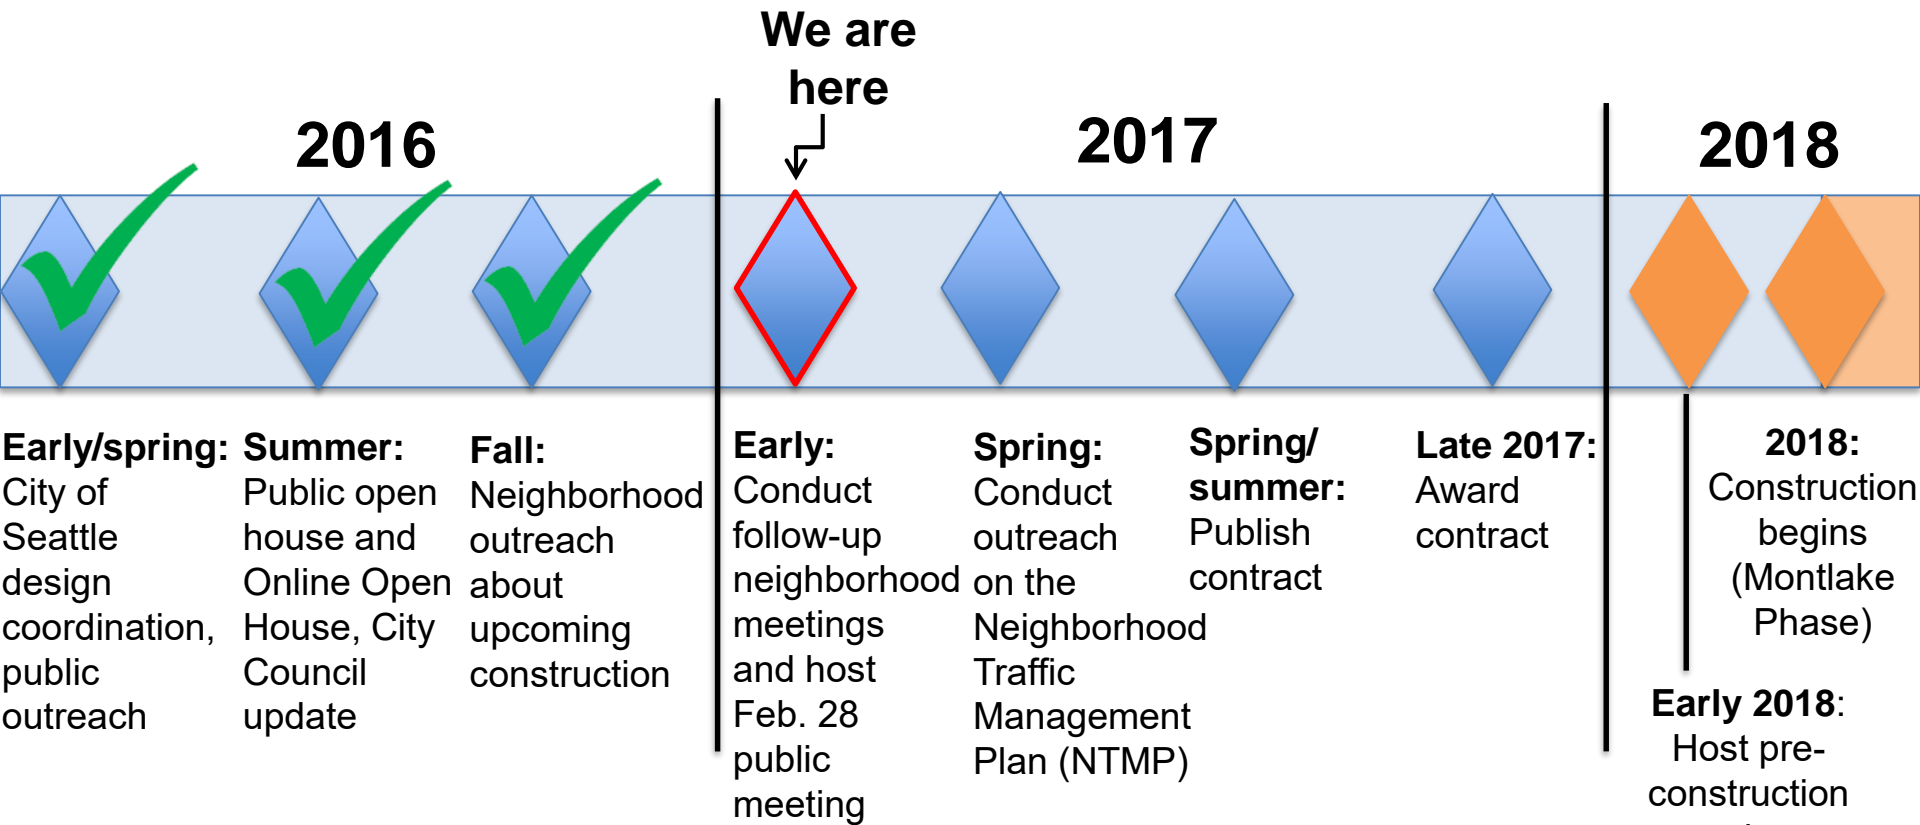 We are
here
2016
2017
2018
Early/spring:
City of
Seattle
design
coordination,
public
outreach
Summer:
Public open
house and
Online Open
House, City
Council
update
Fall:
Neighborhood
outreach
about
upcoming
construction
Early:
Conduct
follow-up
neighborhood
meetings
and host
Feb. 28
public
meeting
Spring:
Conduct
outreach
on the
Neighborhood
Traffic
Management
Plan (NTMP)
Spring/
summer:
Publish
contract
Late 2017:
Award
contract
2018:
Construction
begins
(Montlake
Phase)
Early 2018:
Host pre-
construction